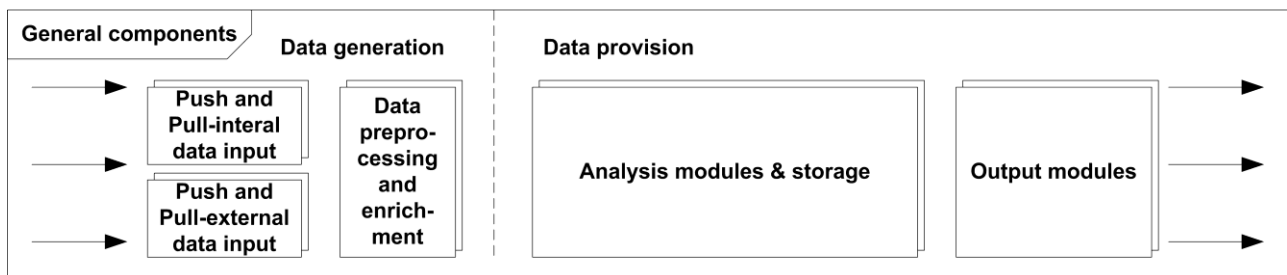 General components
Data generation
Data provision
Push and
Pull-interal
data input
Push and
Pull-external
data input
Data
prepro-
cessing
and
enrich-
ment
Analysis modules & storage
Output modules